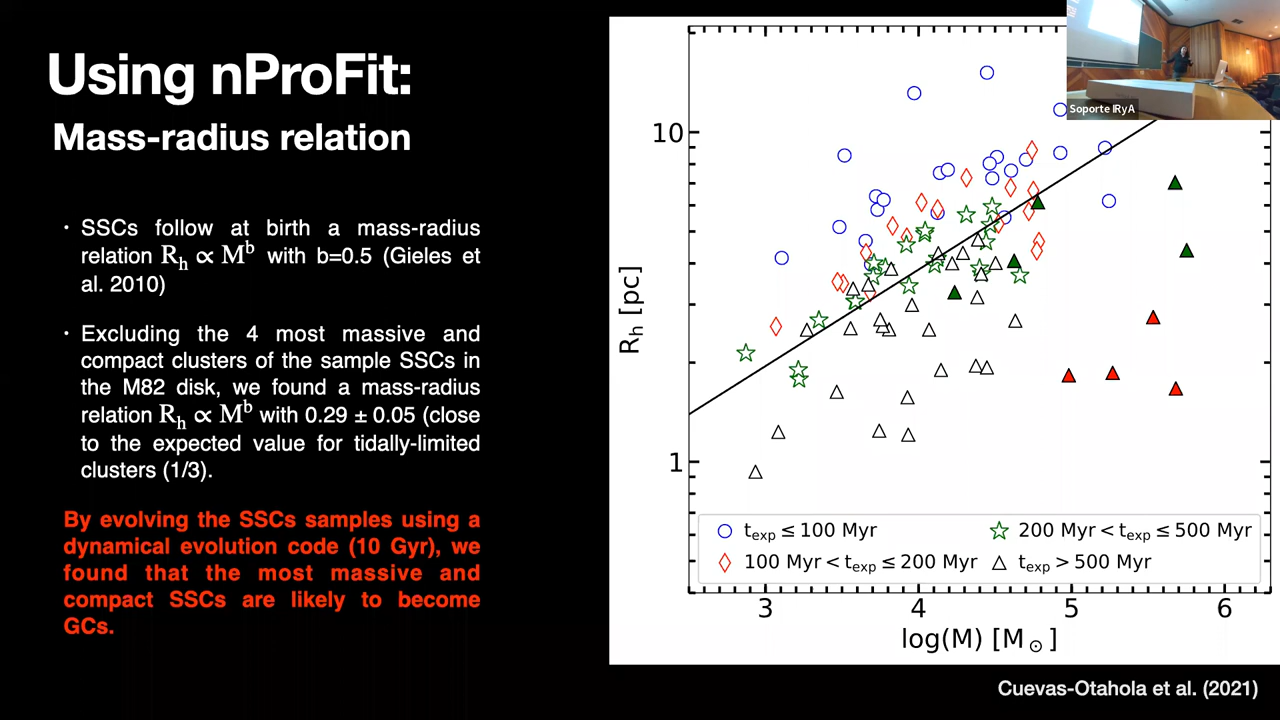 Using nProFit:
Mass-radius relation
· SSCs follow at birth a mass-radius
relation Rₕ ∝ Mᵇ with b=0.5 (Gieles et
al. 2010)
· Excluding the 4 most massive and
compact clusters of the sample SSCs in
the M82 disk, we found a mass-radius
relation Rₕ ∝ Mᵇ with 0.29 ± 0.05 (close
to the expected value for tidally-limited
clusters (1/3).
By evolving the SSCs samples using a
dynamical evolution code (10 Gyr), we
found that the most massive and
compact SSCs are likely to become
GCs.
Soporte IRyA
10
1
Rₕ [pc]
t_exp ≤ 100 Myr
200 Myr < t_exp ≤ 500 Myr
100 Myr < t_exp ≤ 200 Myr
t_exp > 500 Myr
3 4 5 6
log(M) [M⊙]
Cuevas-Otahola et al. (2021)